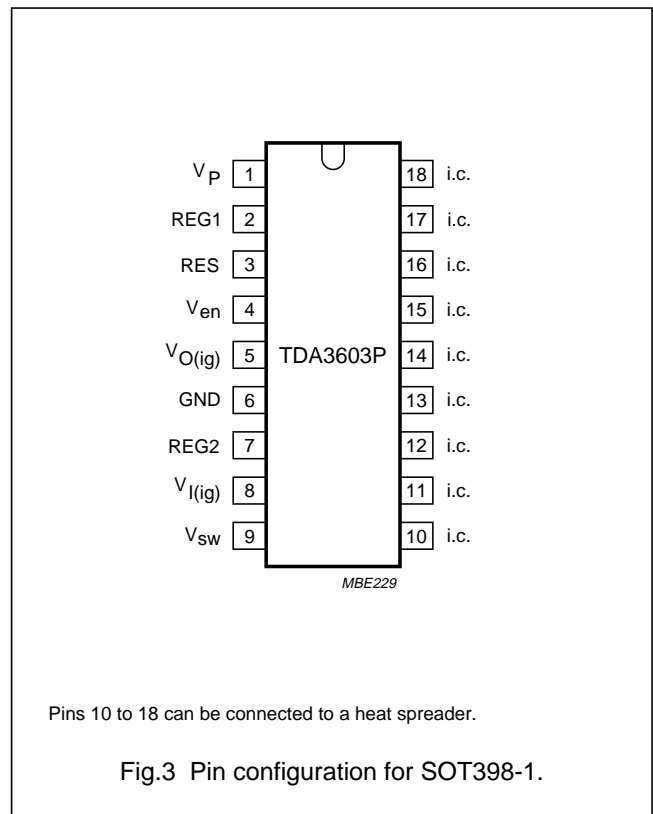 V_P 1 18 i.c.
REG1 2 17 i.c.
RES 3 16 i.c.
V_en 4 15 i.c.
V_O(ig) 5 TDA3603P 14 i.c.
GND 6 13 i.c.
REG2 7 12 i.c.
V_I(ig) 8 11 i.c.
V_sw 9 10 i.c.
MBE229
Pins 10 to 18 can be connected to a heat spreader.
Fig.3 Pin configuration for SOT398-1.